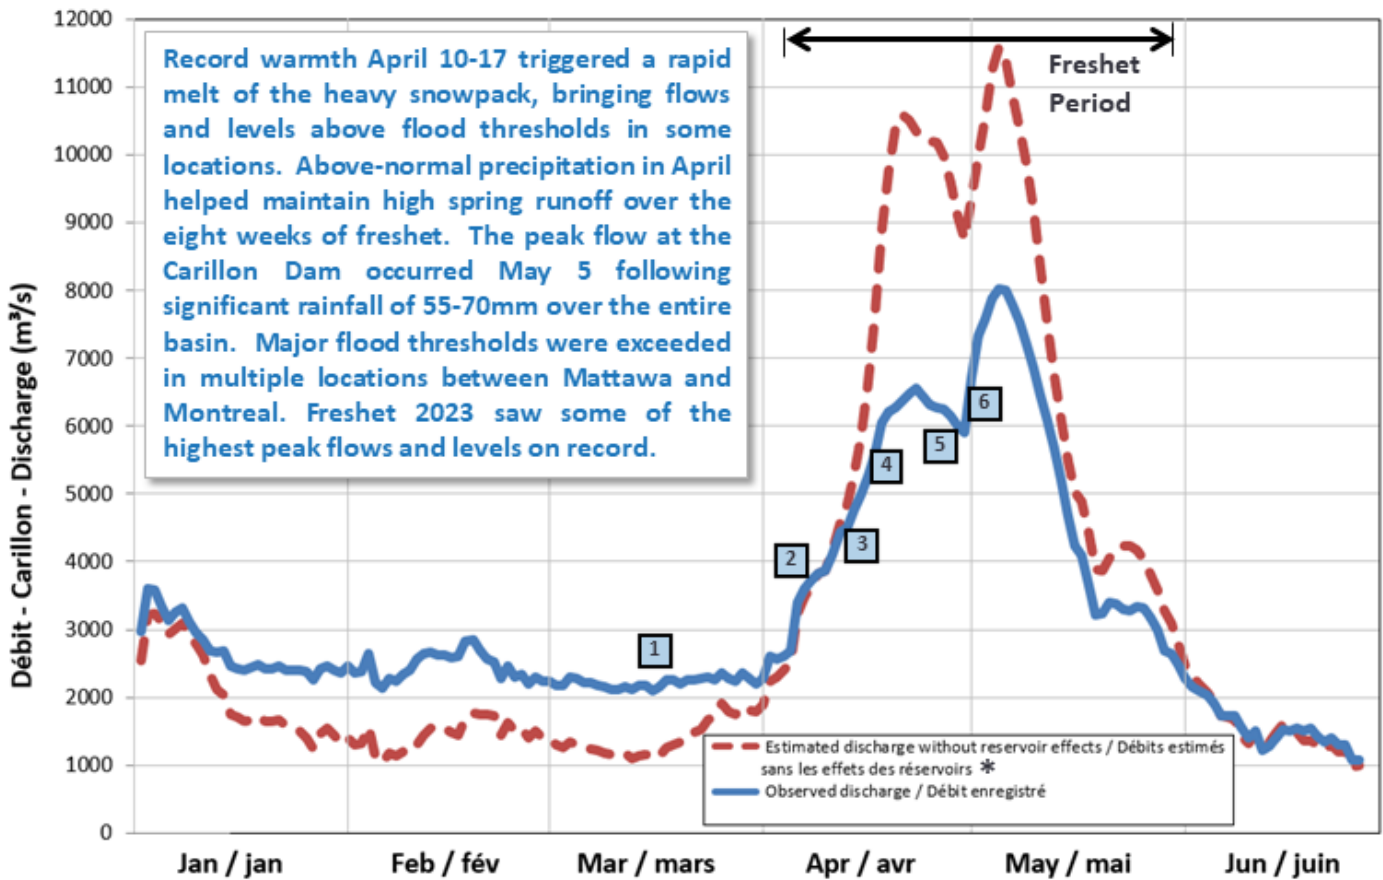 12000
11000
10000
9000
8000
7000
6000
5000
4000
3000
2000
1000
0
Débit - Carillon - Discharge (m³/s)
Record warmth April 10-17 triggered a rapid
melt of the heavy snowpack, bringing flows
and levels above flood thresholds in some
locations. Above-normal precipitation in April
helped maintain high spring runoff over the
eight weeks of freshet. The peak flow at the
Carillon Dam occurred May 5 following
significant rainfall of 55-70mm over the entire
basin. Major flood thresholds were exceeded
in multiple locations between Mattawa and
Montreal. Freshet 2023 saw some of the
highest peak flows and levels on record.
Freshet
Period
1
2
3
4
5
6
Estimated discharge without reservoir effects / Débits estimés
sans les effets des réservoirs *
Observed discharge / Débit enregistré
Jan / jan
Feb / fév
Mar / mars
Apr / avr
May / mai
Jun / juin